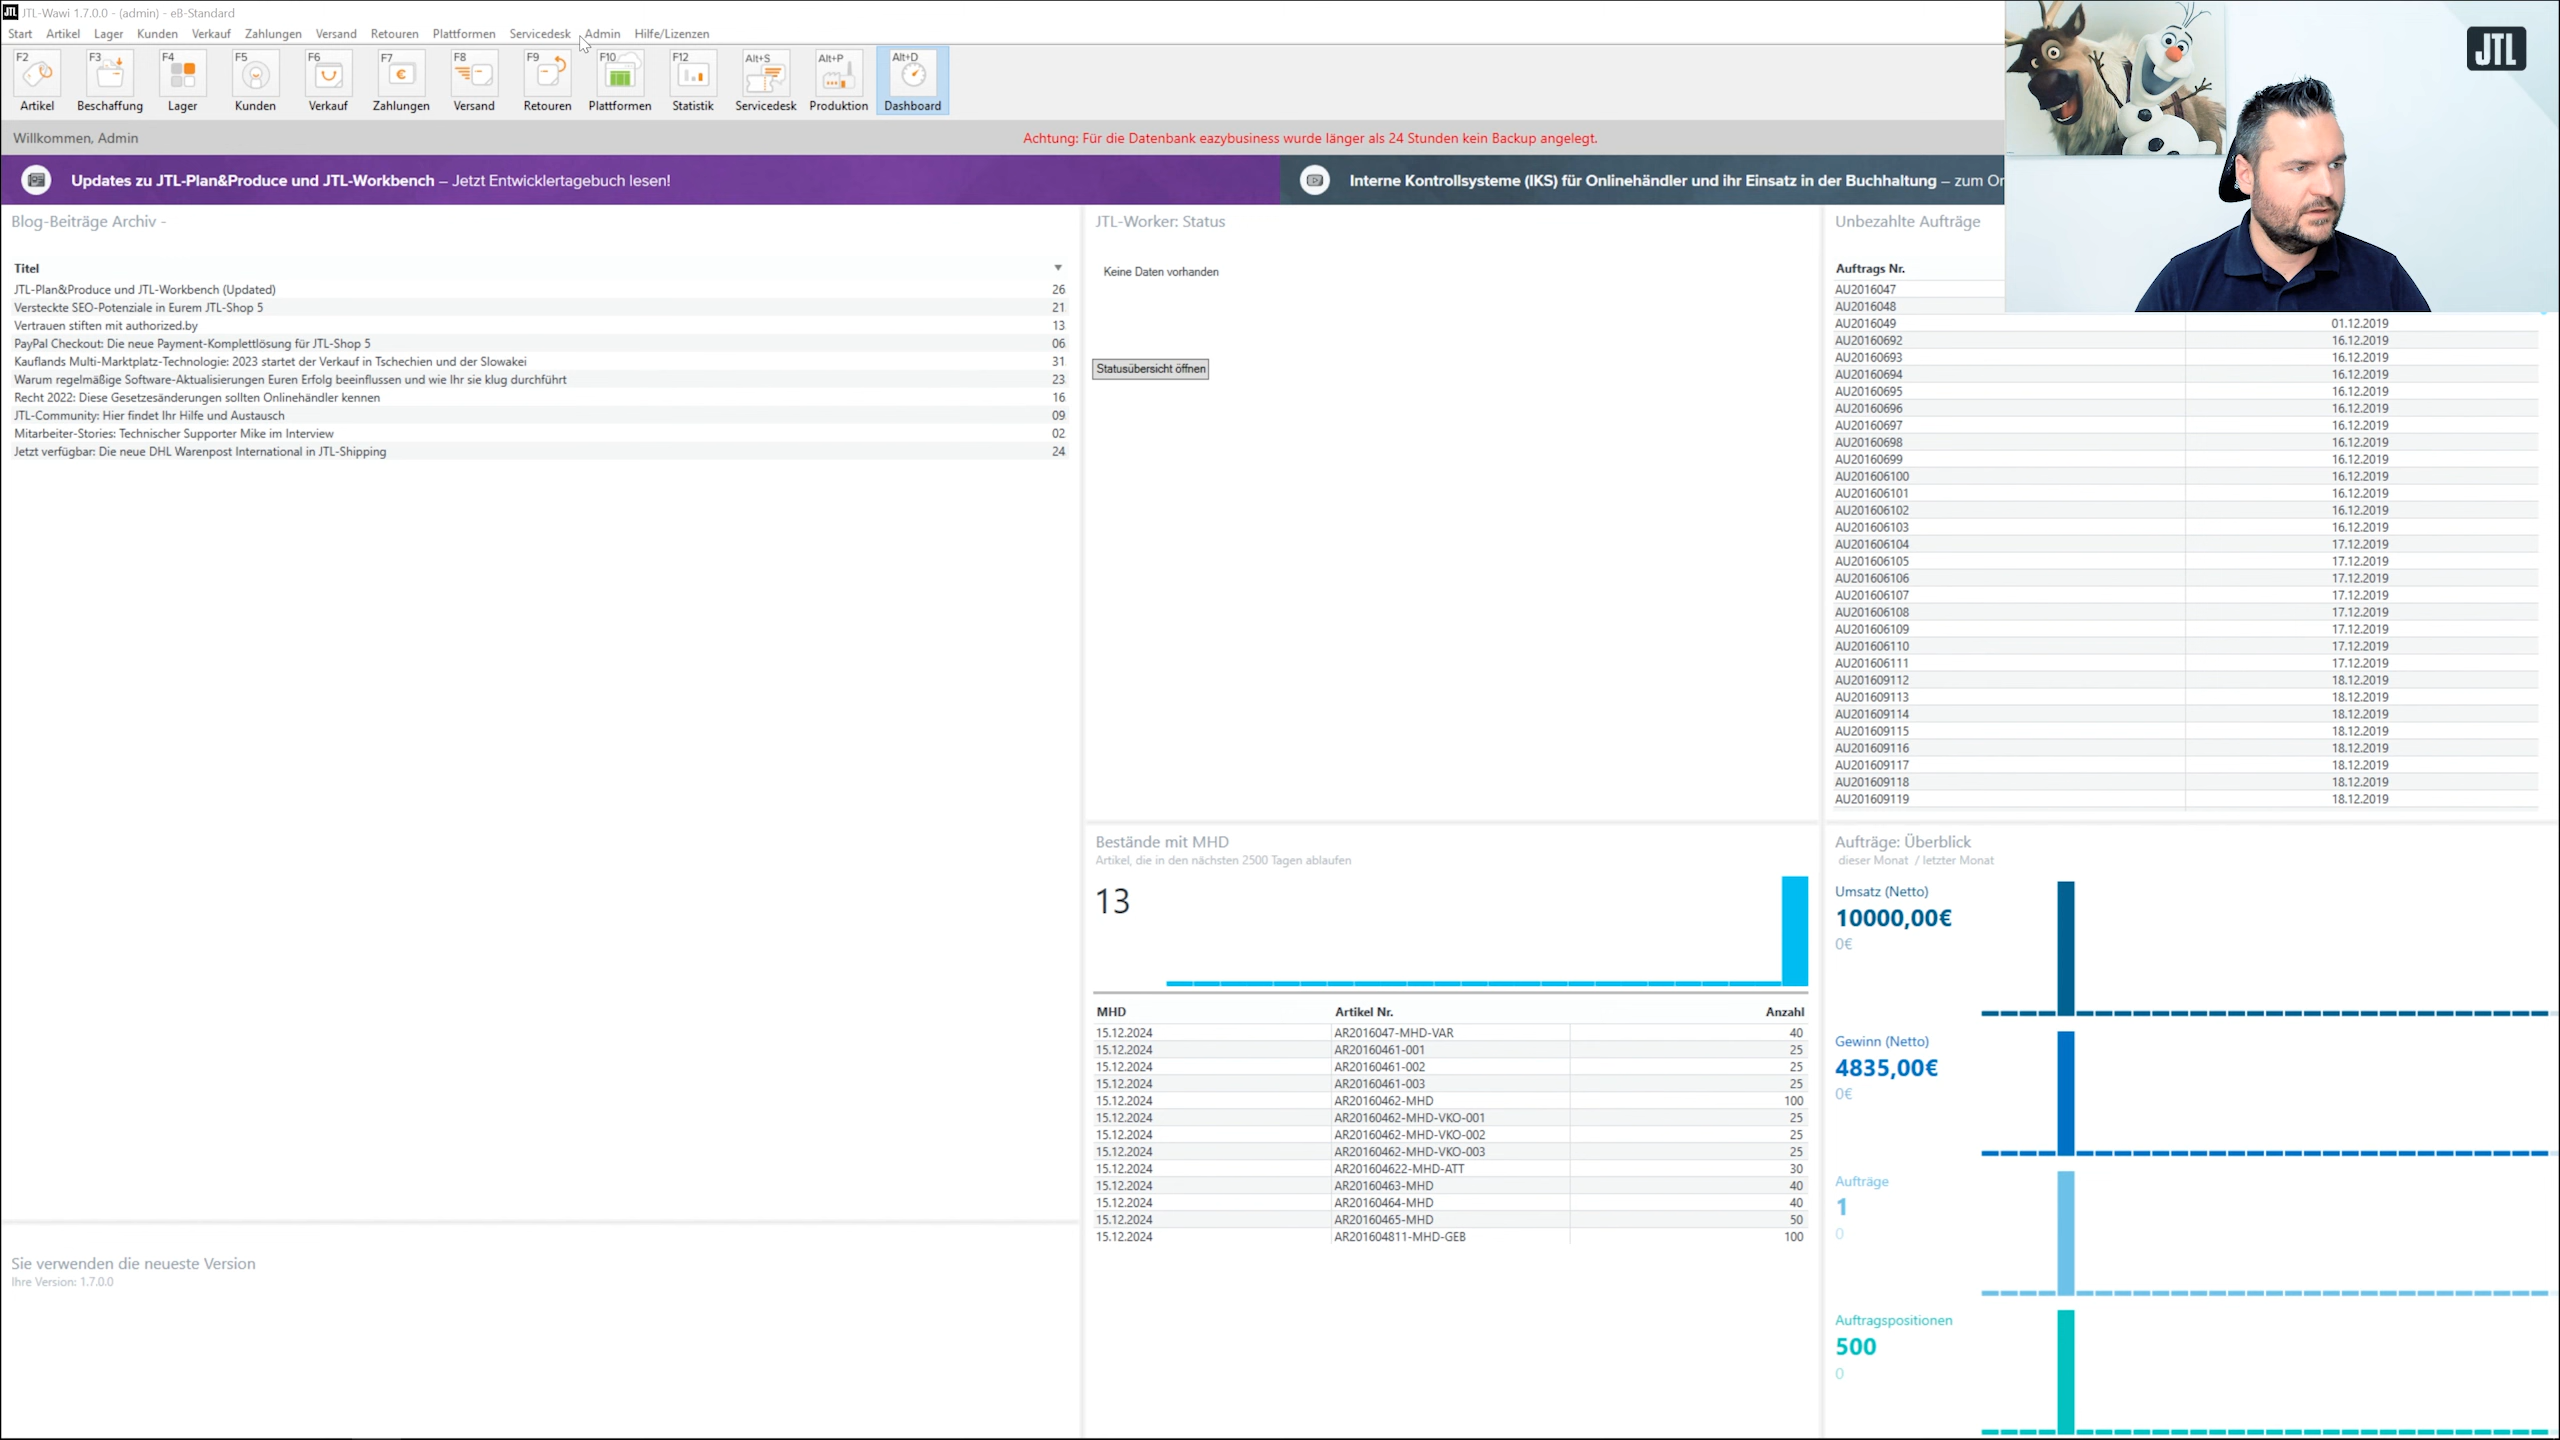 JTL JTL-Wawi 1.7.0.0 - (admin) - eB-Standard
Start Artikel Lager Kunden Verkauf Zahlungen Versand Retouren Plattformen Servicedesk Admin Hilfe/Lizenzen
F2 F3 F4 F5 F6 F7 F8 F9 F10 F12 Alt+S Alt+P Alt+D
Artikel Beschaffung Lager Kunden Verkauf Zahlungen Versand Retouren Plattformen Statistik Servicedesk Produktion Dashboard
JTL
Willkommen, Admin
Achtung: Für die Datenbank eazybusiness wurde länger als 24 Stunden kein Backup angelegt.
Updates zu JTL-Plan&Produce und JTL-Workbench – Jetzt Entwicklertagebuch lesen!
Interne Kontrollsysteme (IKS) für Onlinehändler und ihr Einsatz in der Buchhaltung – zum Or
Blog-Beiträge Archiv -
Titel
JTL-Plan&Produce und JTL-Workbench (Updated) 26
Versteckte SEO-Potenziale in Eurem JTL-Shop 5 21
Vertrauen stiften mit authorized.by 13
PayPal Checkout: Die neue Payment-Komplettlösung für JTL-Shop 5 06
Kauflands Multi-Marktplatz-Technologie: 2023 startet der Verkauf in Tschechien und der Slowakei 31
Warum regelmäßige Software-Aktualisierungen Euren Erfolg beeinflussen und wie Ihr sie klug durchführt 23
Recht 2022: Diese Gesetzesänderungen sollten Onlinehändler kennen 16
JTL-Community: Hier findet Ihr Hilfe und Austausch 09
Mitarbeiter-Stories: Technischer Supporter Mike im Interview 02
Jetzt verfügbar: Die neue DHL Warenpost International in JTL-Shipping 24
Sie verwenden die neueste Version
Ihre Version: 1.7.0.0
JTL-Worker: Status
Keine Daten vorhanden
Statusübersicht öffnen
Bestände mit MHD
Artikel, die in den nächsten 2500 Tagen ablaufen
13
MHD Artikel Nr. Anzahl
15.12.2024 AR2016047-MHD-VAR 40
15.12.2024 AR20160461-001 25
15.12.2024 AR20160461-002 25
15.12.2024 AR20160461-003 25
15.12.2024 AR20160462-MHD 100
15.12.2024 AR20160462-MHD-VKO-001 25
15.12.2024 AR20160462-MHD-VKO-002 25
15.12.2024 AR20160462-MHD-VKO-003 25
15.12.2024 AR201604622-MHD-ATT 30
15.12.2024 AR20160463-MHD 40
15.12.2024 AR20160464-MHD 40
15.12.2024 AR20160465-MHD 50
15.12.2024 AR201604811-MHD-GEB 100
Unbezahlte Aufträge
Auftrags Nr.
AU2016047
AU2016048
AU2016049 01.12.2019
AU20160692 16.12.2019
AU20160693 16.12.2019
AU20160694 16.12.2019
AU20160695 16.12.2019
AU20160696 16.12.2019
AU20160697 16.12.2019
AU20160698 16.12.2019
AU20160699 16.12.2019
AU201606100 16.12.2019
AU201606101 16.12.2019
AU201606102 16.12.2019
AU201606103 16.12.2019
AU201606104 17.12.2019
AU201606105 17.12.2019
AU201606106 17.12.2019
AU201606107 17.12.2019
AU201606108 17.12.2019
AU201606109 17.12.2019
AU201606110 17.12.2019
AU201606111 17.12.2019
AU201609112 18.12.2019
AU201609113 18.12.2019
AU201609114 18.12.2019
AU201609115 18.12.2019
AU201609116 18.12.2019
AU201609117 18.12.2019
AU201609118 18.12.2019
AU201609119 18.12.2019
Aufträge: Überblick
dieser Monat / letzter Monat
Umsatz (Netto)
10000,00€
0€
Gewinn (Netto)
4835,00€
0€
Aufträge
1
0
Auftragspositionen
500
0